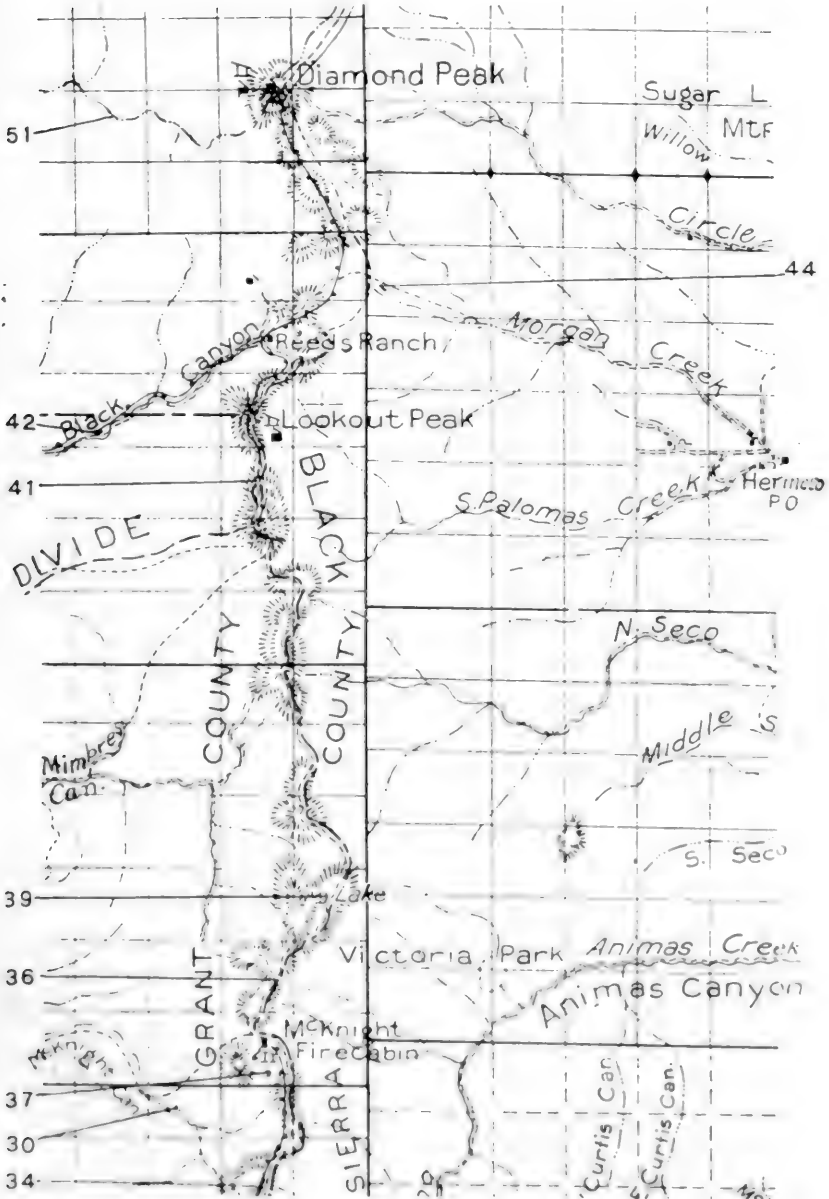 Diamond Peak
Sugar L
Mt F
Willow
51
Circle
44
Morgan Creek
Black Canyon
Reeds Ranch
42
Lookout Peak
41
BLACK
S. Palomas Creek
Hermosa
PO
DIVIDE
N. Seco
COUNTY
COUNTY
Middle S
Mimbres
Can.
S. Seco
39
Lake
Victoria Park
Animas Creek
36
Animas Canyon
GRANT
McKnight
Fire Cabin
McKnight
37
SIERRA
Curtis Can.
Curtis Can.
30
34